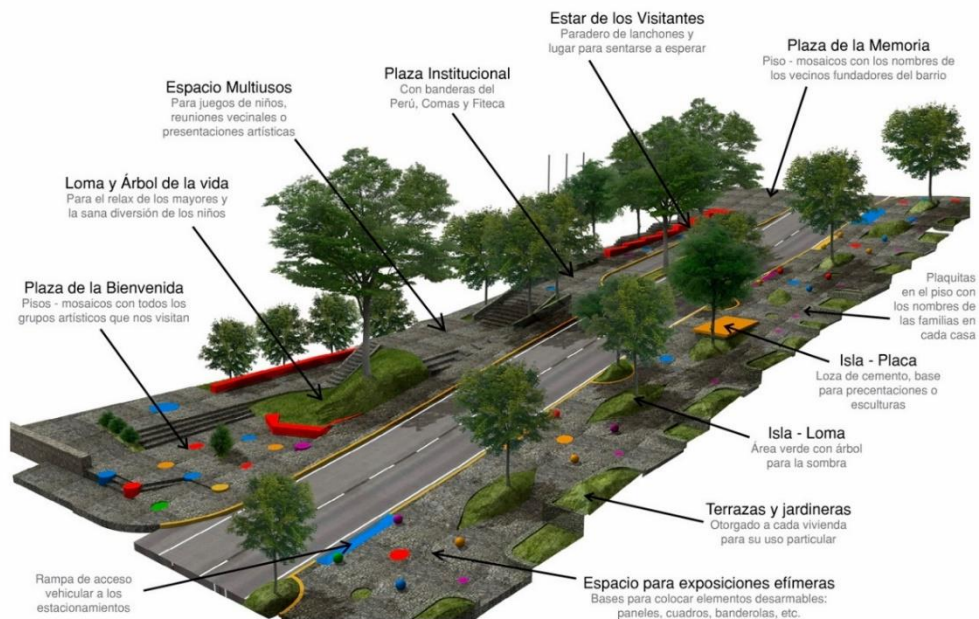 Estar de los Visitantes
Paradero de lanchones y
lugar para sentarse a esperar
Plaza de la Memoria
Piso - mosaicos con los nombres de
los vecinos fundadores del barrio
Plaza Institucional
Con banderas del
Perú, Comas y Fiteca
Espacio Multiusos
Para juegos de niños,
reuniones vecinales o
presentaciones artísticas
Loma y Árbol de la vida
Para el relax de los mayores y
la sana diversión de los niños
Plaza de la Bienvenida
Pisos - mosaicos con todos los
grupos artísticos que nos visitan
Plaquitas
en el piso con
los nombres de
las familias en
cada casa
Isla - Placa
Loza de cemento, base
para precentaciones o
esculturas
Isla - Loma
Área verde con árbol
para la sombra
Terrazas y jardineras
Otorgado a cada vivienda
para su uso particular
Rampa de acceso
vehicular a los
estacionamientos
Espacio para exposiciones efímeras
Bases para colocar elementos desarmables:
paneles, cuadros, banderolas, etc.